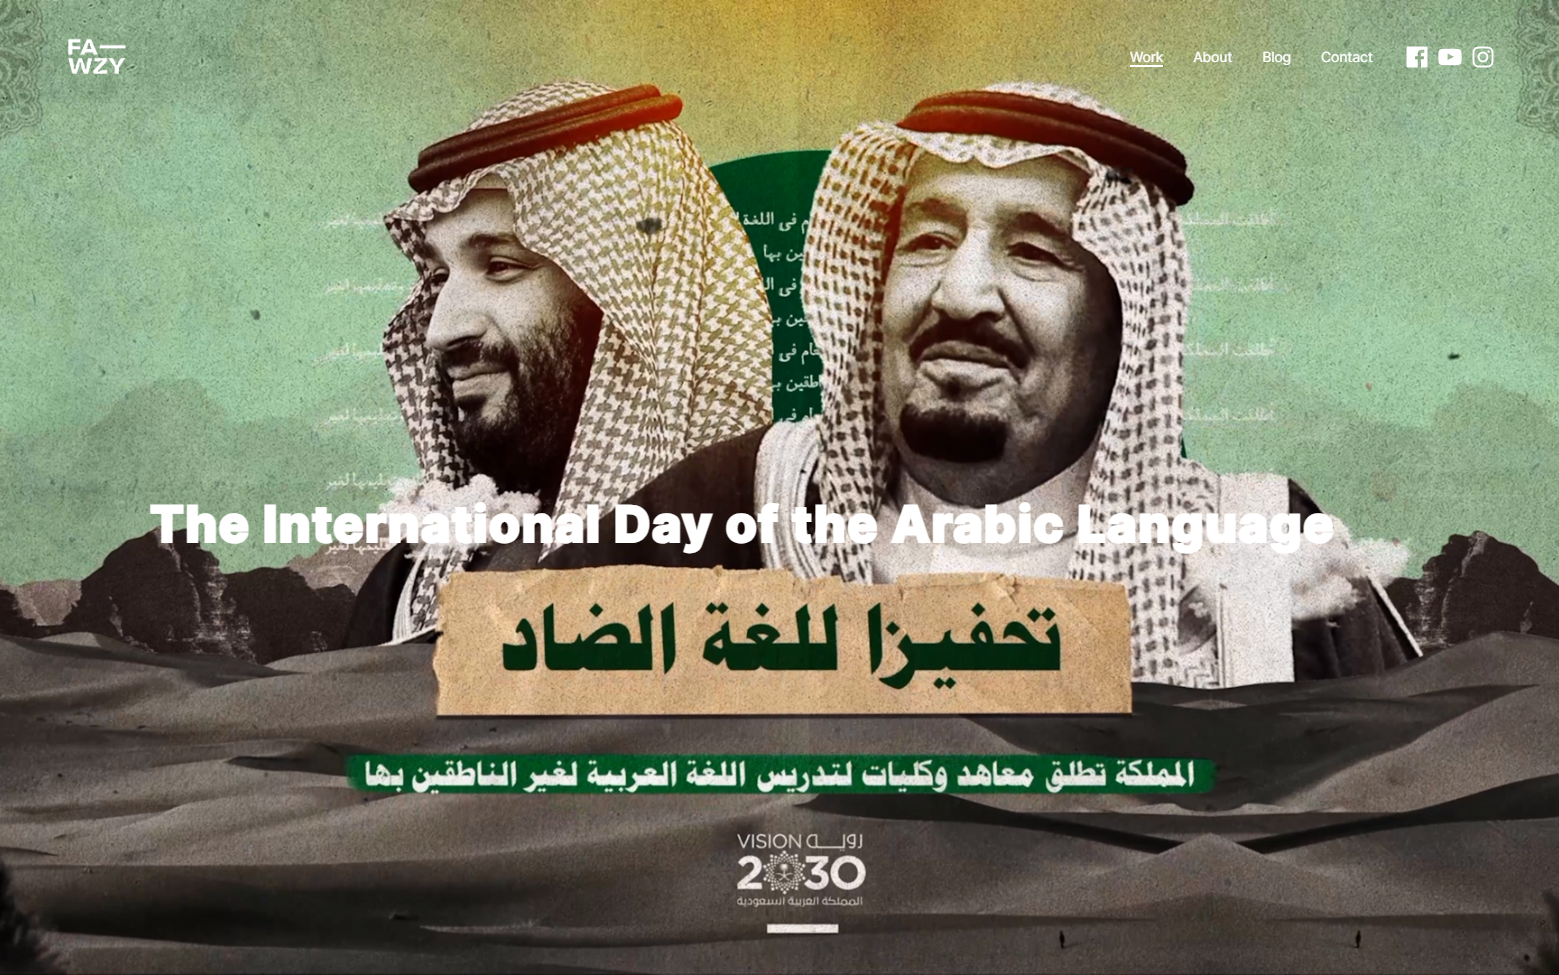 FA—
WZY
Work About Blog Contact
The International Day of the Arabic Language
تحفيزا للغة الضاد
المملكة تطلق معاهد وكليات لتدريس اللغة العربية لغير الناطقين بها
VISION رؤيـة
2030
المملكة العربية السعودية